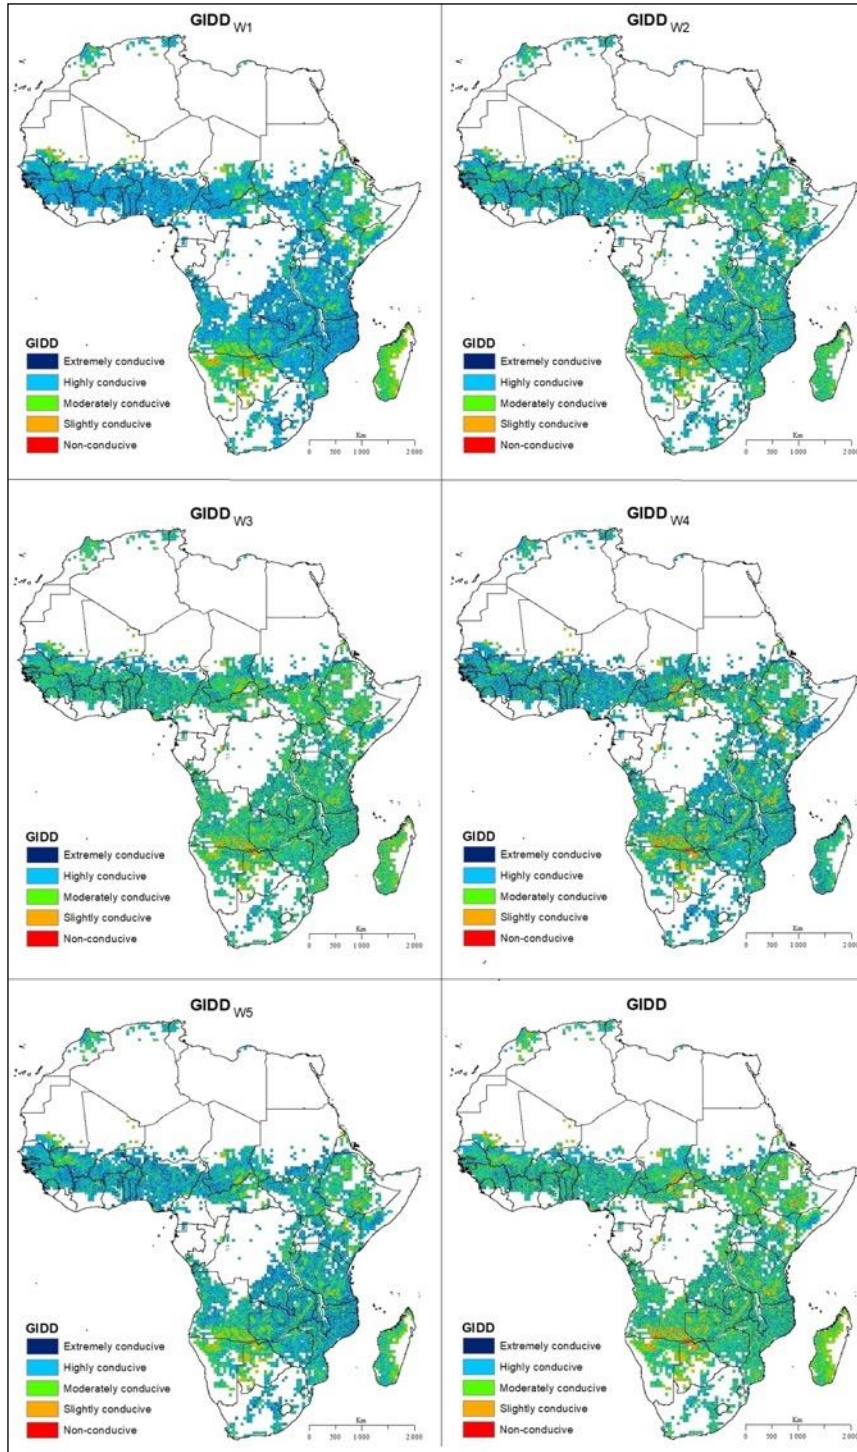 GIDD W1
GIDD
Extremely conducive
Highly conducive
Moderately conducive
Slightly conducive
Non-conducive
Km
0 500 1 000 2 000
GIDD W2
GIDD
Extremely conducive
Highly conducive
Moderately conducive
Slightly conducive
Non-conducive
Km
0 500 1 000 2 000
GIDD W3
GIDD
Extremely conducive
Highly conducive
Moderately conducive
Slightly conducive
Non-conducive
Km
0 500 1 000 2 000
GIDD W4
GIDD
Extremely conducive
Highly conducive
Moderately conducive
Slightly conducive
Non-conducive
Km
0 500 1 000 2 000
GIDD W5
GIDD
Extremely conducive
Highly conducive
Moderately conducive
Slightly conducive
Non-conducive
Km
0 500 1 000 2 000
GIDD
GIDD
Extremely conducive
Highly conducive
Moderately conducive
Slightly conducive
Non-conducive
Km
0 500 1 000 2 000